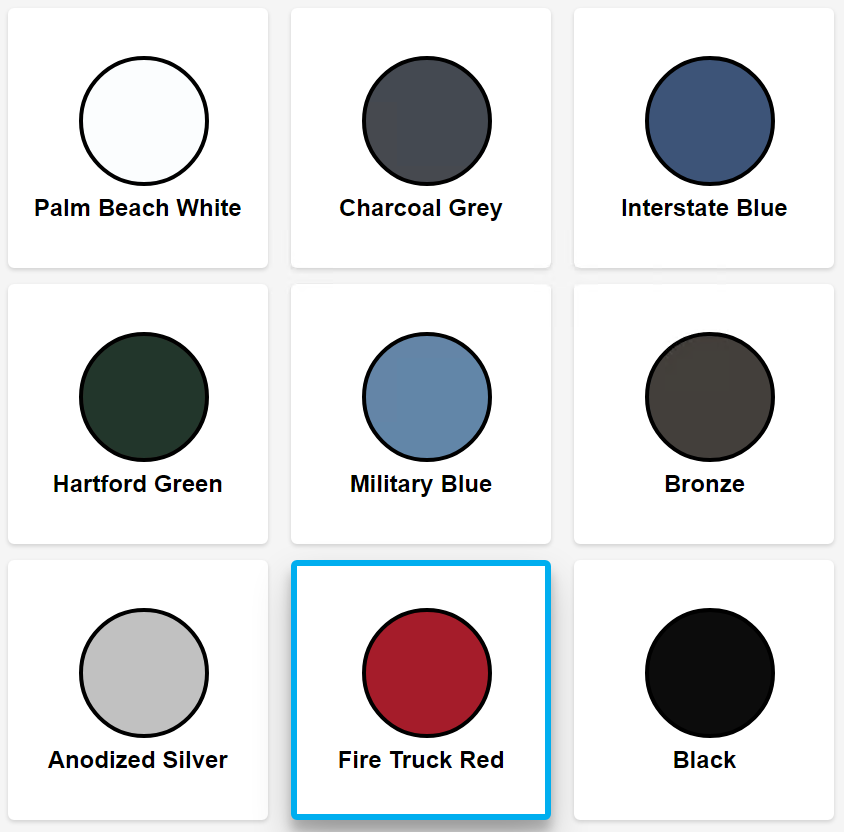 Palm Beach White
Charcoal Grey
Interstate Blue
Hartford Green
Military Blue
Bronze
Anodized Silver
Fire Truck Red
Black